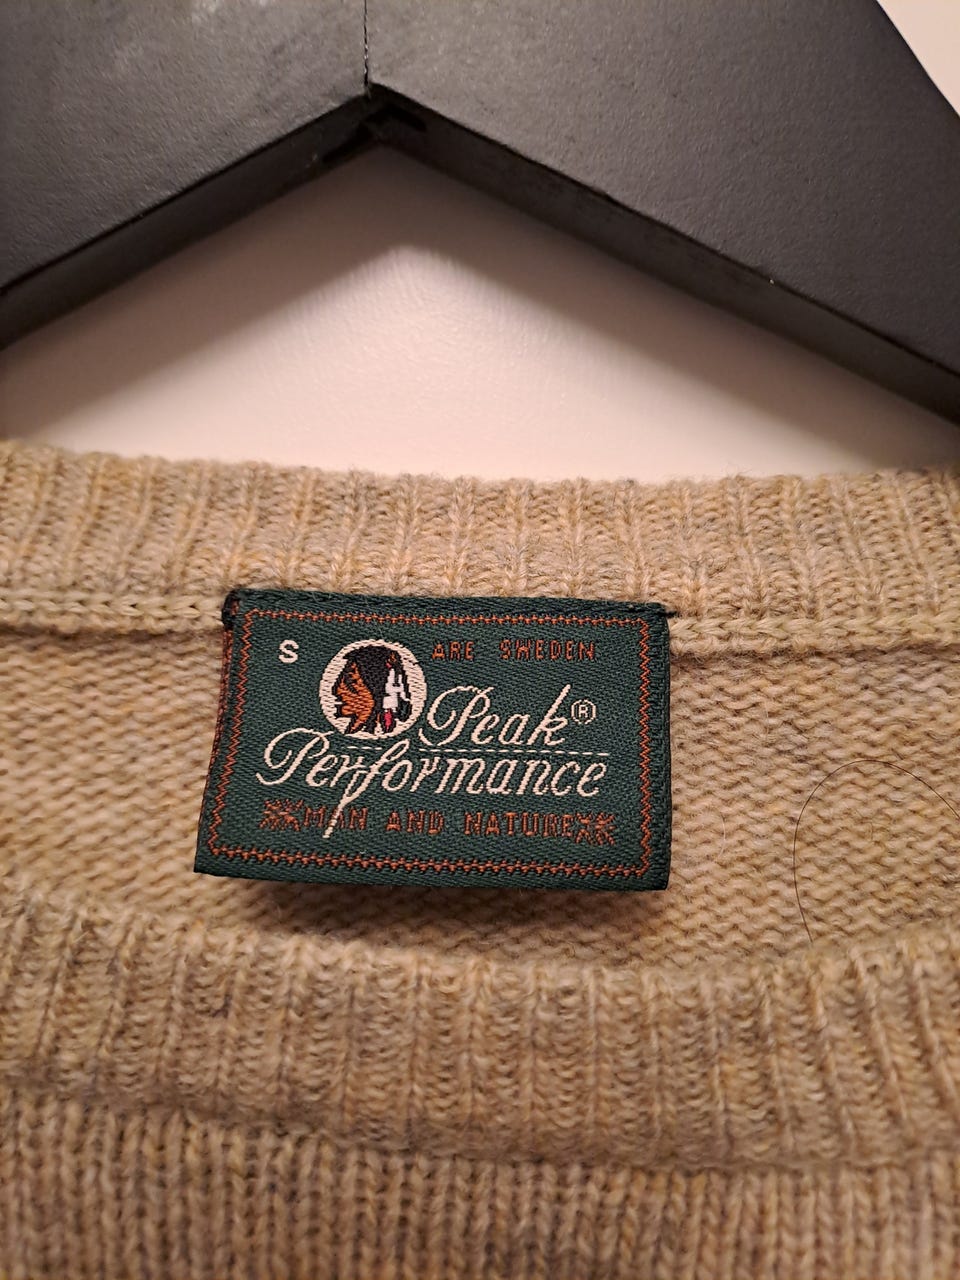 S ARE SWEDEN
Peak®
Performance
MAN AND NATURE